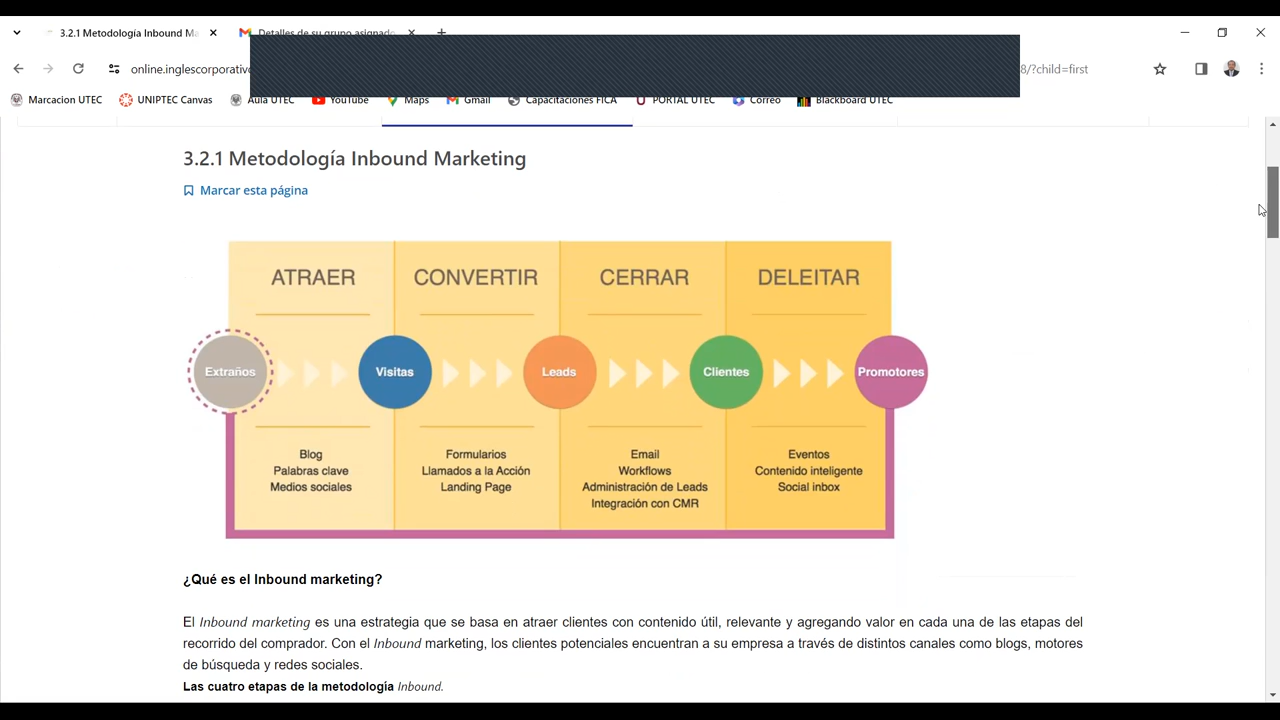 3.2.1 Metodología Inbound Ma
Detalles de su grupo asignado
online.inglescorporativo
8/?child=first
Marcacion UTEC
UNIPTEC Canvas
Aula UTEC
YouTube
Maps
Gmail
Capacitaciones FICA
PORTAL UTEC
Correo
Blackboard UTEC
3.2.1 Metodología Inbound Marketing
Marcar esta página
ATRAER
CONVERTIR
CERRAR
DELEITAR
Extraños
Visitas
Leads
Clientes
Promotores
Blog
Palabras clave
Medios sociales
Formularios
Llamados a la Acción
Landing Page
Email
Workflows
Administración de Leads
Integración con CMR
Eventos
Contenido inteligente
Social inbox
¿Qué es el Inbound marketing?
El Inbound marketing es una estrategia que se basa en atraer clientes con contenido útil, relevante y agregando valor en cada una de las etapas del
recorrido del comprador. Con el Inbound marketing, los clientes potenciales encuentran a su empresa a través de distintos canales como blogs, motores
de búsqueda y redes sociales.
Las cuatro etapas de la metodología Inbound.